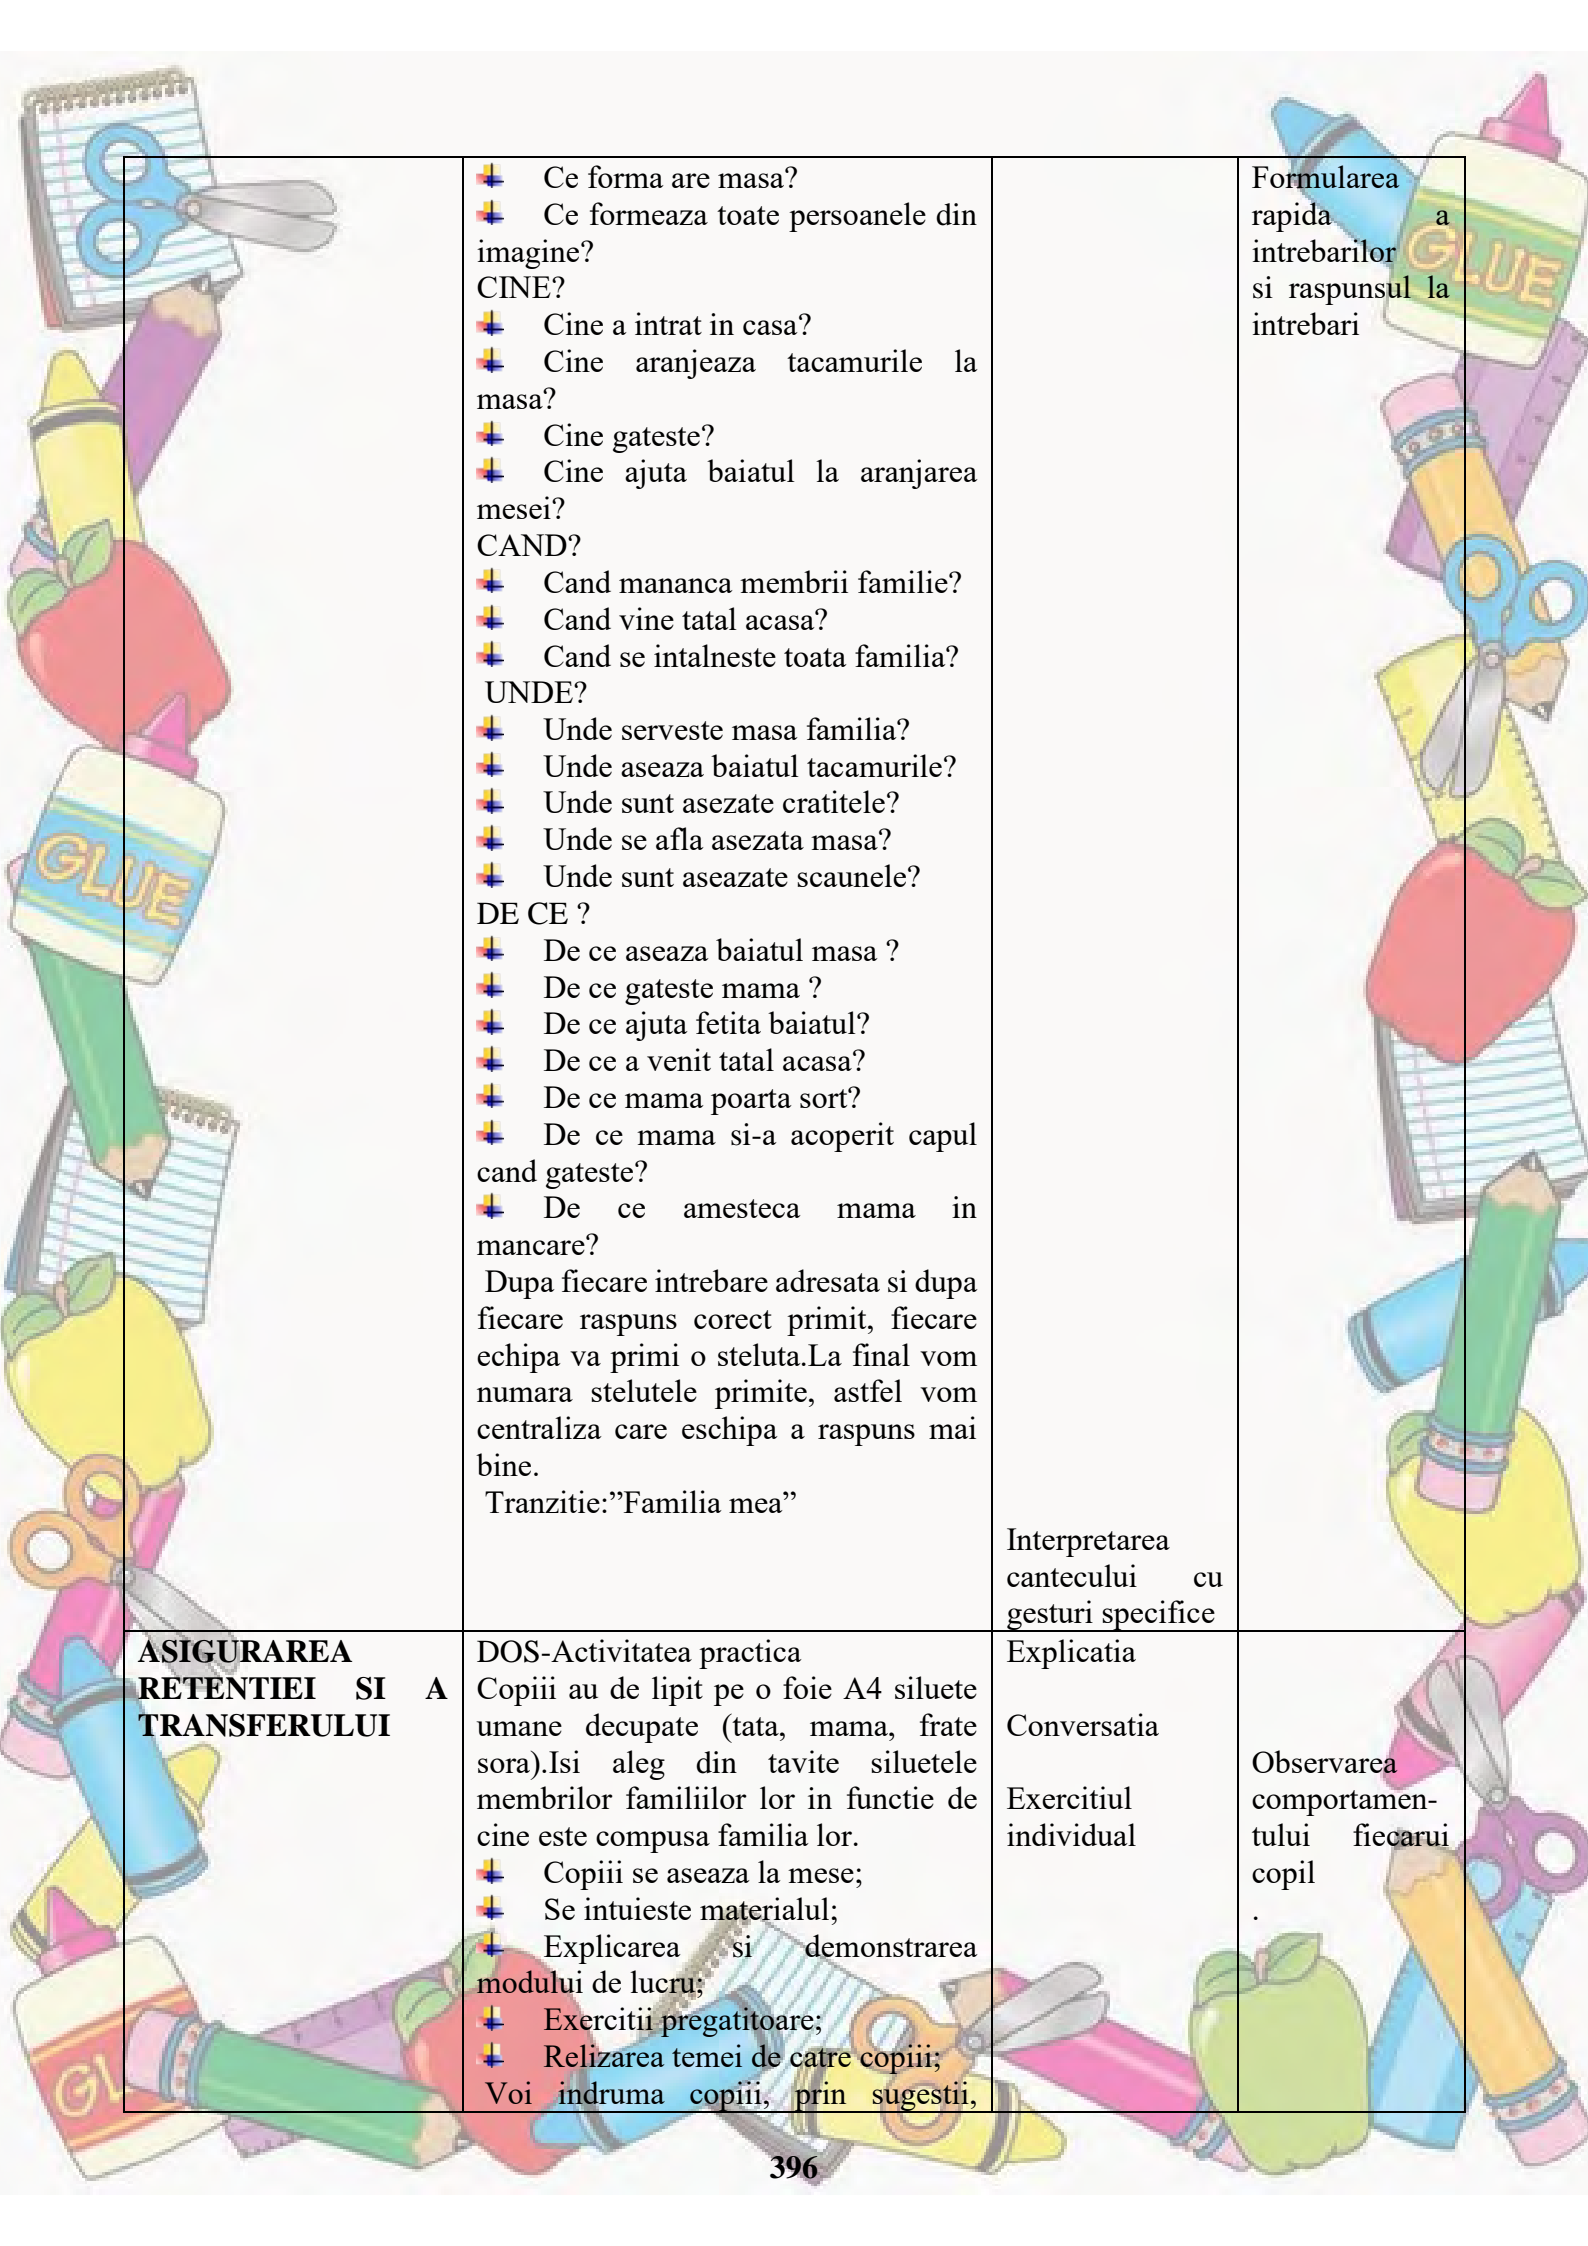 Ce forma are masa?
Ce formeaza toate persoanele din
imagine?
CINE?
Cine a intrat in casa?
Cine aranjeaza tacamurile la
masa?
Cine gateste?
Cine ajuta baiatul la aranjarea
mesei?
CAND?
Cand mananca membrii familie?
Cand vine tatal acasa?
Cand se intalneste toata familia?
UNDE?
Unde serveste masa familia?
Unde aseaza baiatul tacamurile?
Unde sunt asezate cratitele?
Unde se afla asezata masa?
Unde sunt aseazate scaunele?
DE CE ?
De ce aseaza baiatul masa ?
De ce gateste mama ?
De ce ajuta fetita baiatul?
De ce a venit tatal acasa?
De ce mama poarta sort?
De ce mama si-a acoperit capul
cand gateste?
De ce amesteca mama in
mancare?
Dupa fiecare intrebare adresata si dupa
fiecare raspuns corect primit, fiecare
echipa va primi o steluta.La final vom
numara stelutele primite, astfel vom
centraliza care eschipa a raspuns mai
bine.
Tranzitie:”Familia mea”
Interpretarea
cantecului cu
gesturi specifice
Formularea
rapida a
intrebarilor
si raspunsul la
intrebari
ASIGURAREA
RETENTIEI SI A
TRANSFERULUI
DOS-Activitatea practica
Copiii au de lipit pe o foie A4 siluete
umane decupate (tata, mama, frate
sora).Isi aleg din tavite siluetele
membrilor familiilor lor in functie de
cine este compusa familia lor.
Copiii se aseaza la mese;
Se intuieste materialul;
Explicarea si demonstrarea
modului de lucru;
Exercitii pregatitoare;
Relizarea temei de catre copiii;
Voi indruma copiii, prin sugestii,
Explicatia
Conversatia
Exercitiul
individual
Observarea
comportamen-
tului fiecarui
copil
.
GLUE
GLUE
GL
396